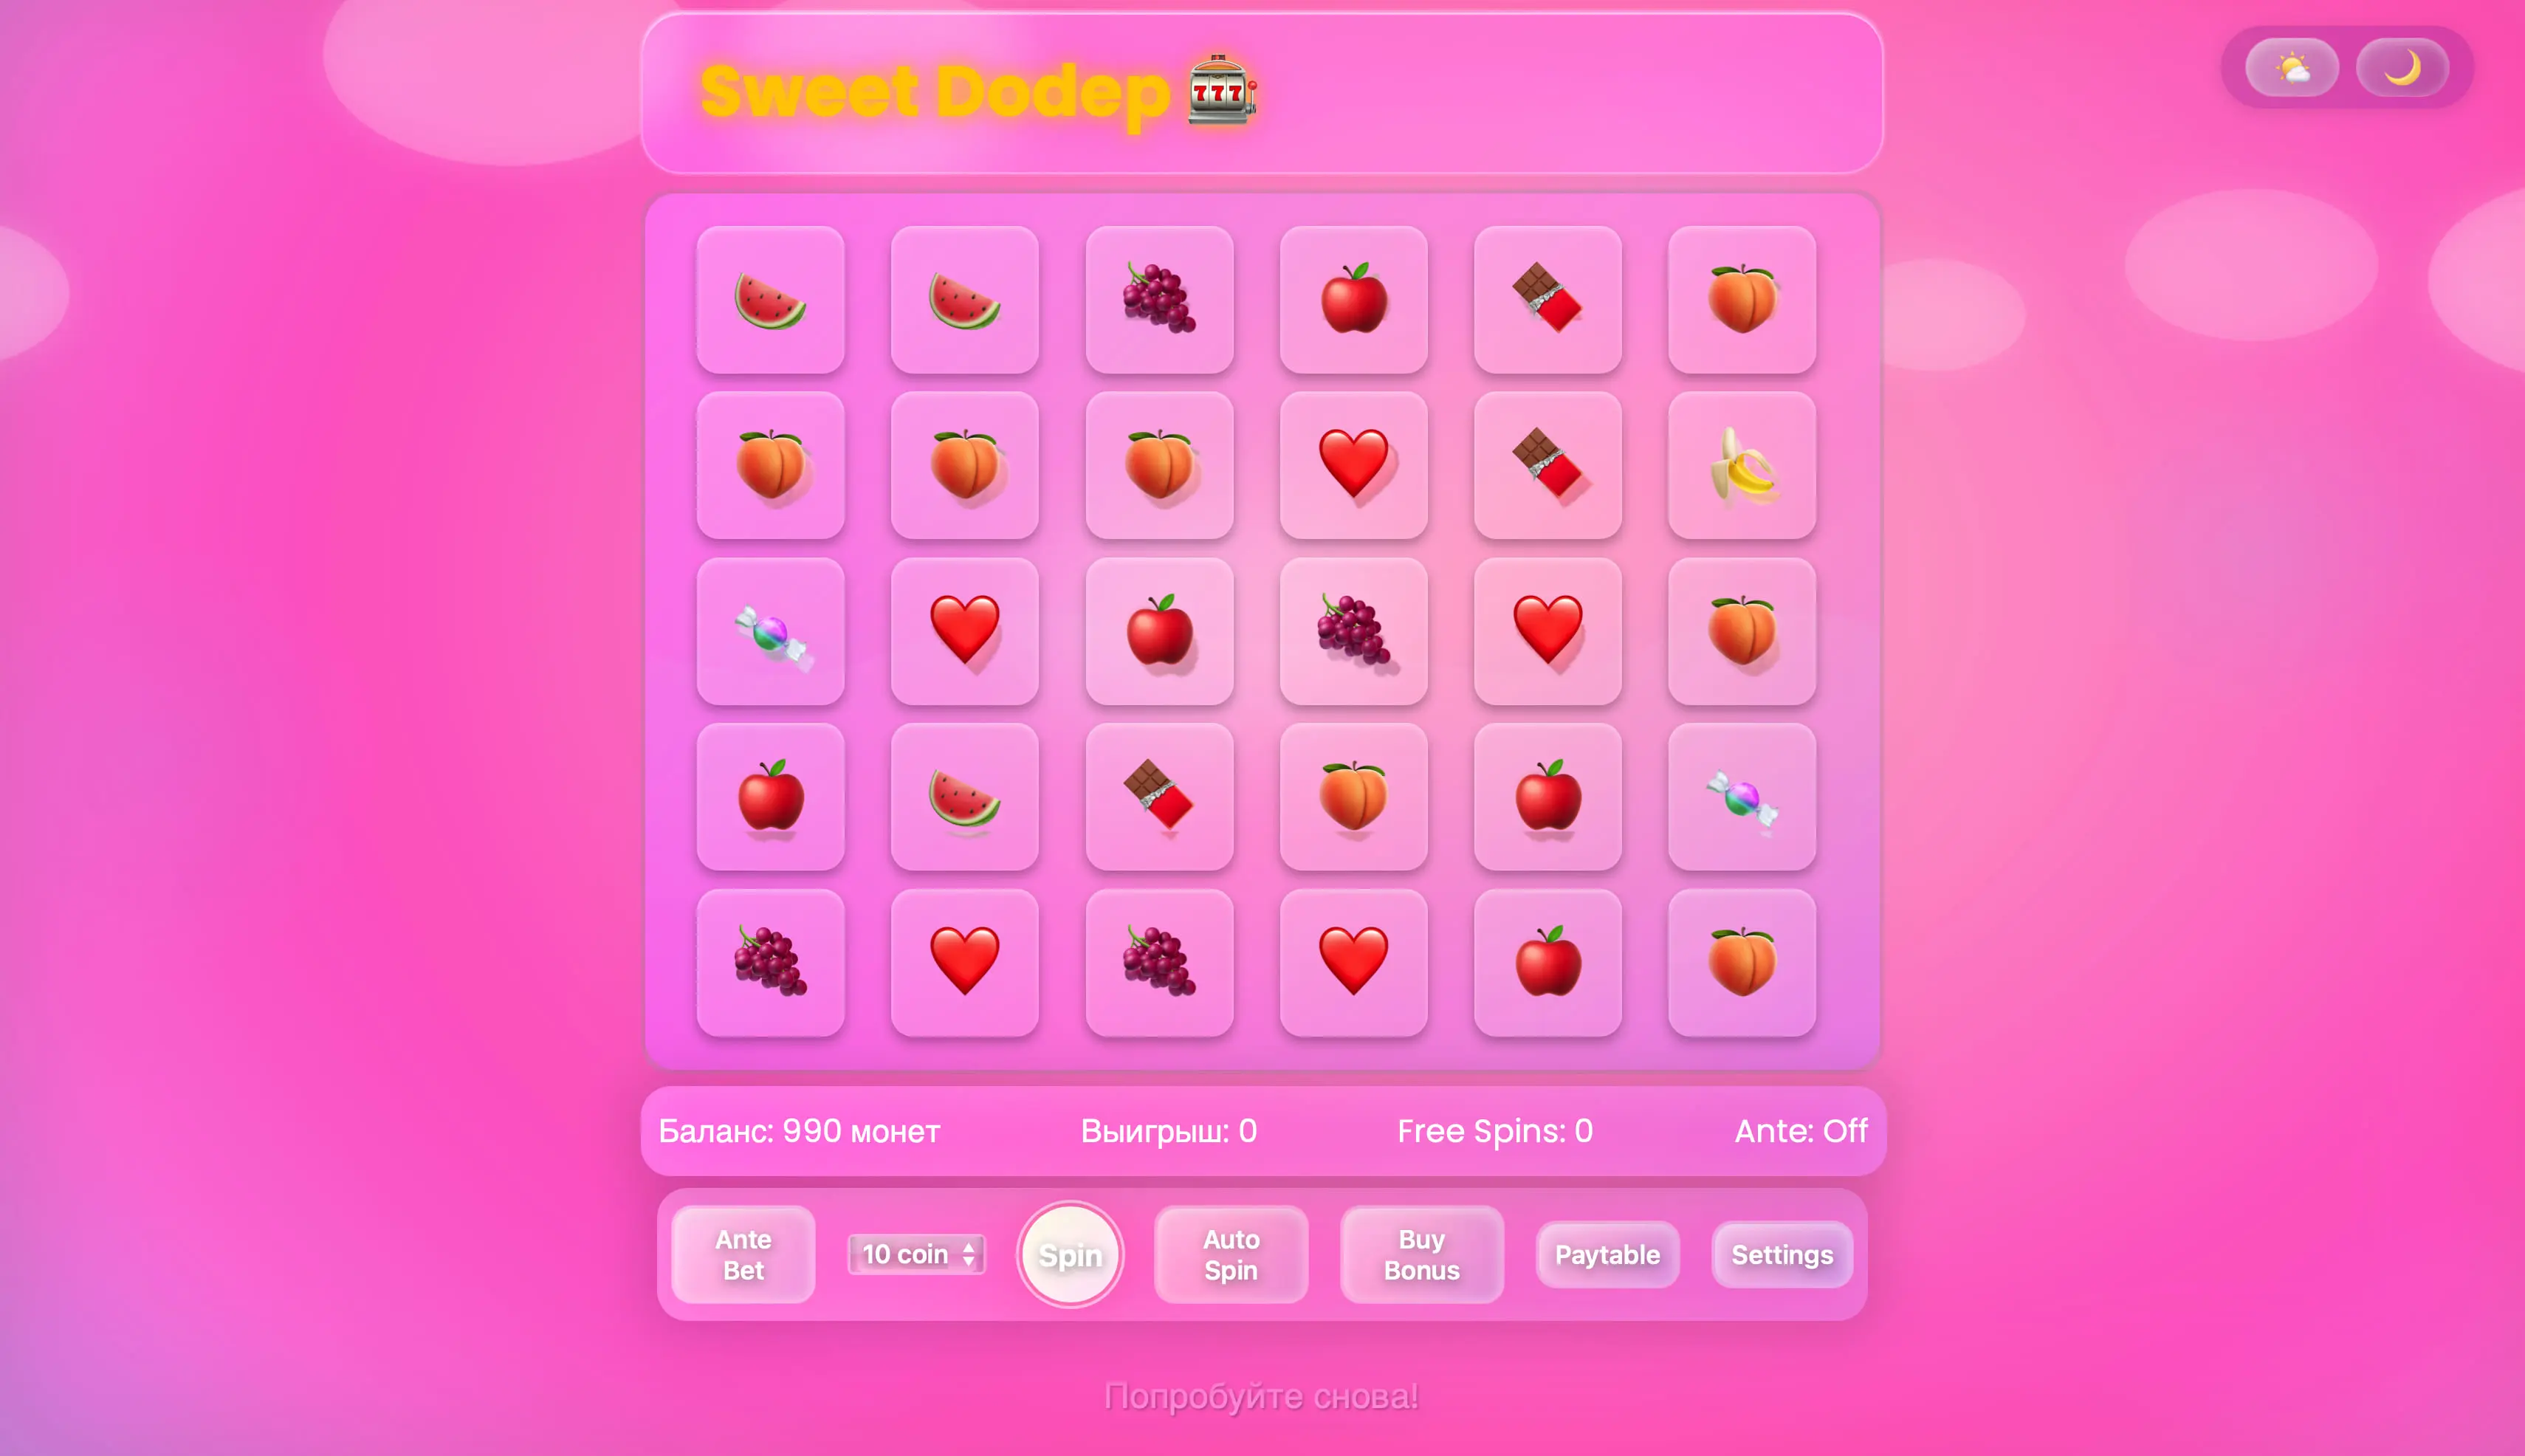 Sweet Dodep
777
Баланс: 990 монет
Выигрыш: 0
Free Spins: 0
Ante: Off
Ante
Bet
10 coin
Spin
Auto
Spin
Buy
Bonus
Paytable
Settings
Попробуйте снова!